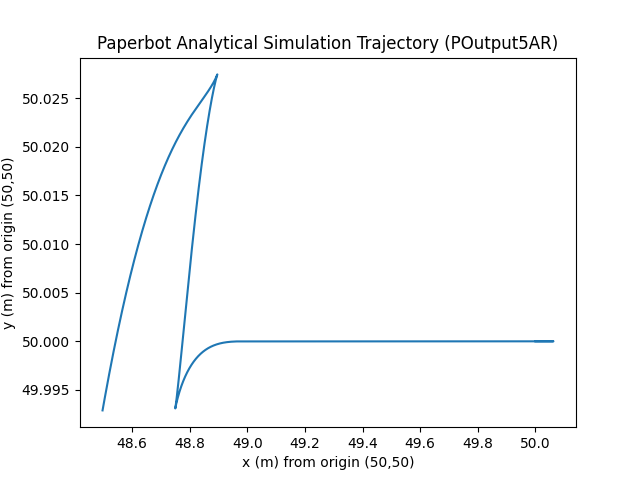 Paperbot Analytical Simulation Trajectory (POutput5AR)
y (m) from origin (50,50)
50.025
50.020
50.015
50.010
50.005
50.000
49.995
48.6 48.8 49.0 49.2 49.4 49.6 49.8 50.0
x (m) from origin (50,50)